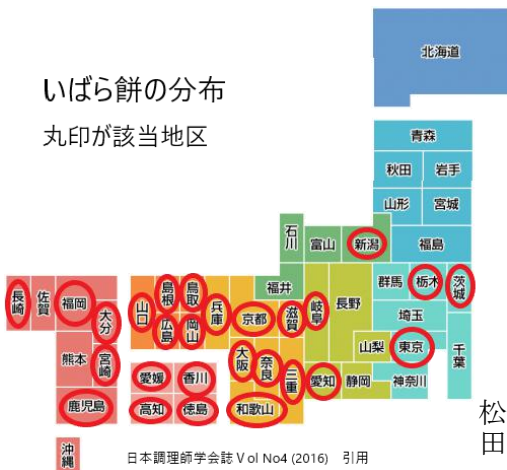 いばら餅の分布
丸印が該当地区
北海道
青森
秋田 岩手
山形 宮城
石川 富山 新潟 福島
福井 群馬 栃木 茨城
長崎 佐賀 福岡 大分 山口 島根 鳥取 兵庫 京都 滋賀 岐阜 長野 埼玉
広島 岡山
熊本 宮崎 大阪 奈良 三重 山梨 東京 千葉
愛媛 香川 愛知 静岡 神奈川
鹿児島 高知 徳島 和歌山
沖縄
松田
日本調理師学会誌 V ol No4 (2016) 引用